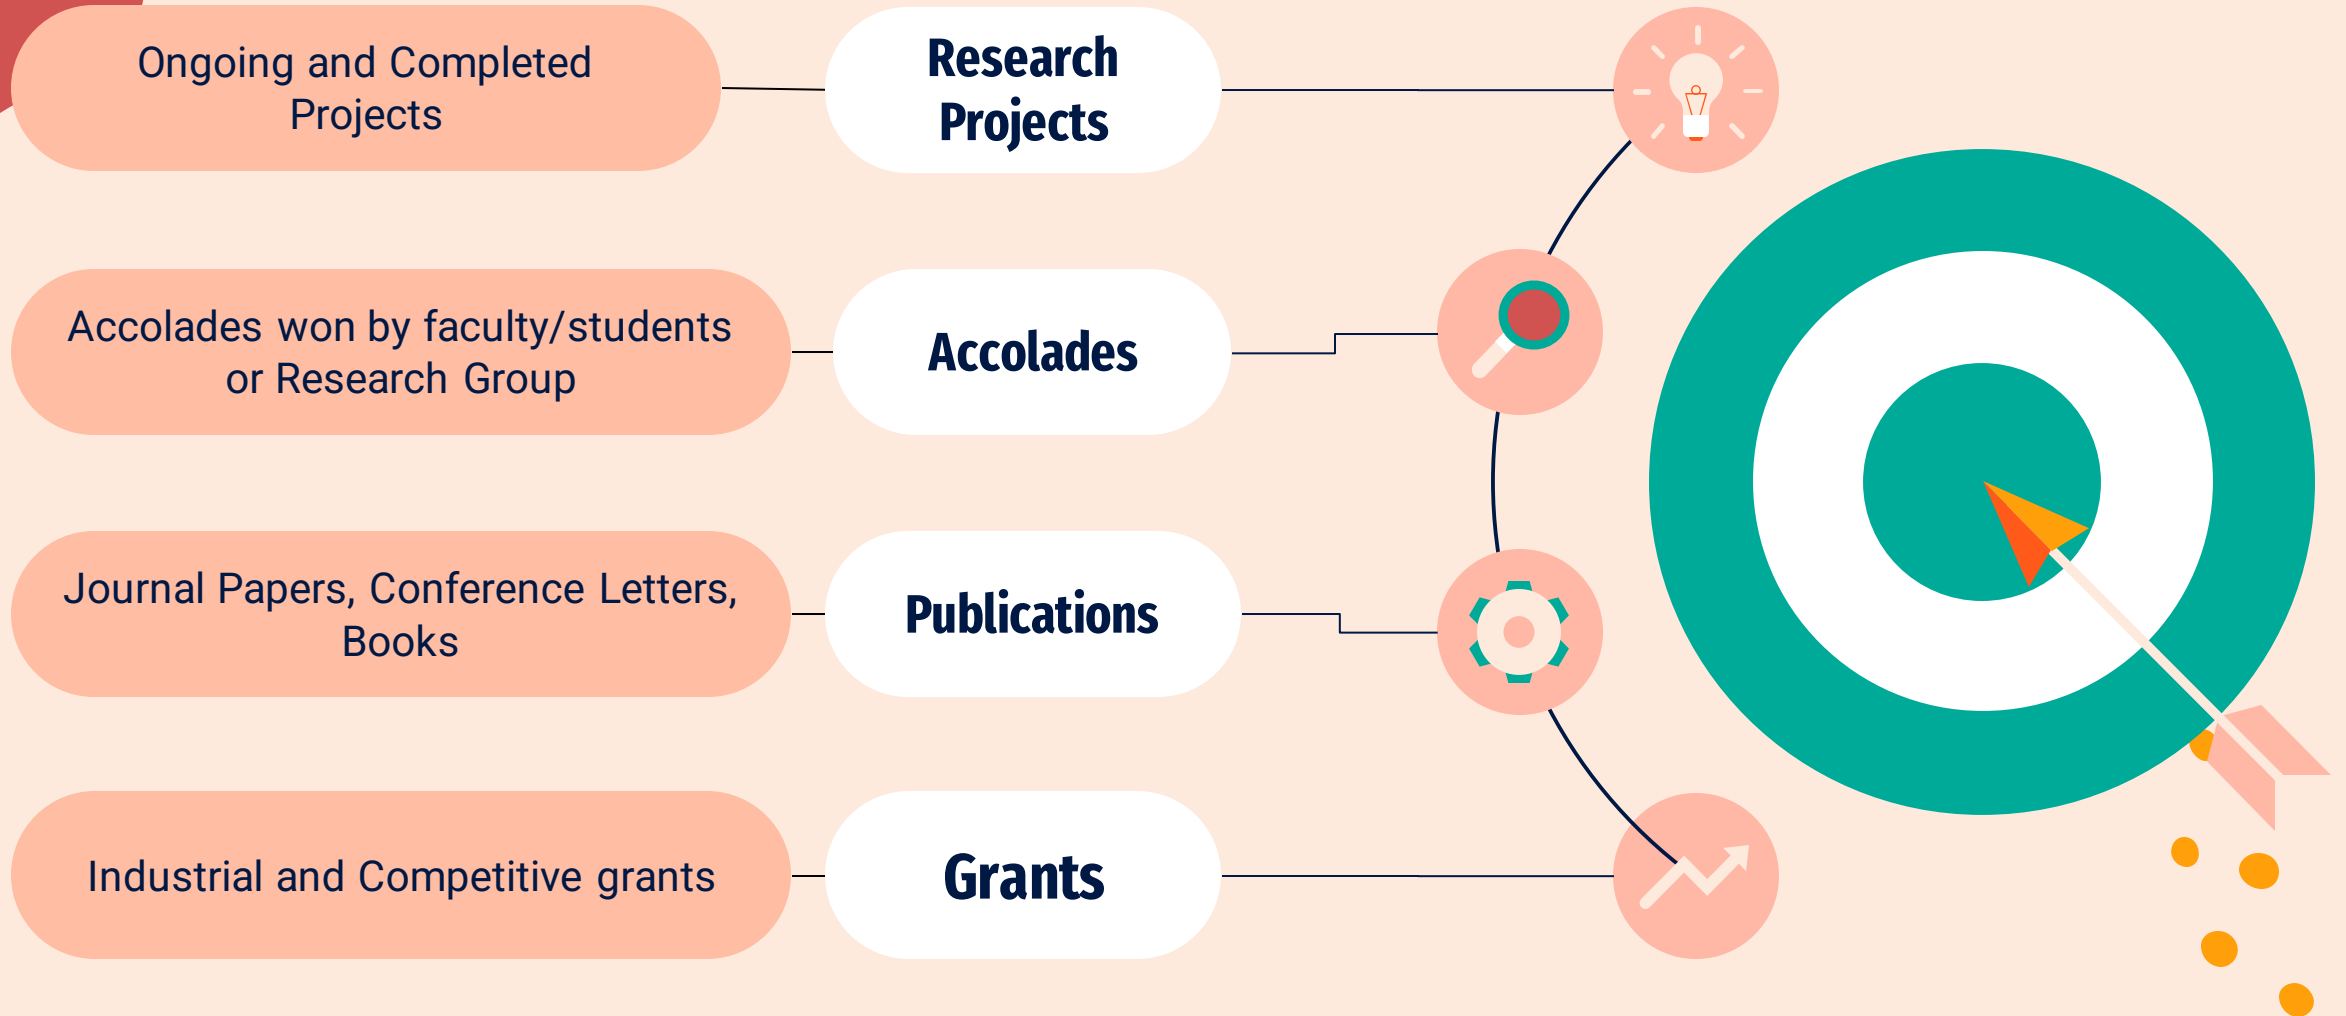 Ongoing and Completed
Projects
Research
Projects
Accolades won by faculty/students
or Research Group
Accolades
Journal Papers, Conference Letters,
Books
Publications
Industrial and Competitive grants
Grants